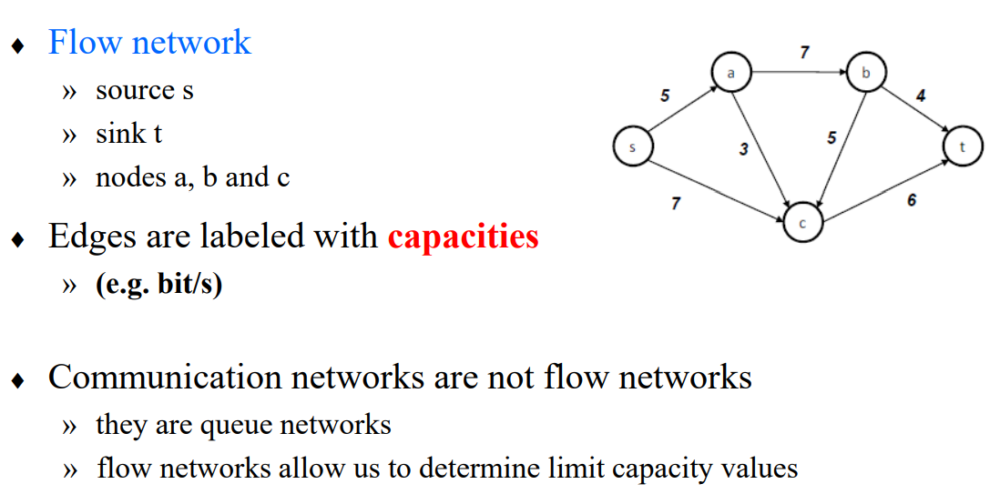 ♦ Flow network
» source s
» sink t
» nodes a, b and c
♦ Edges are labeled with capacities
» (e.g. bit/s)
♦ Communication networks are not flow networks
» they are queue networks
» flow networks allow us to determine limit capacity values
7
a
b
5
4
s
3
5
t
7
6
c